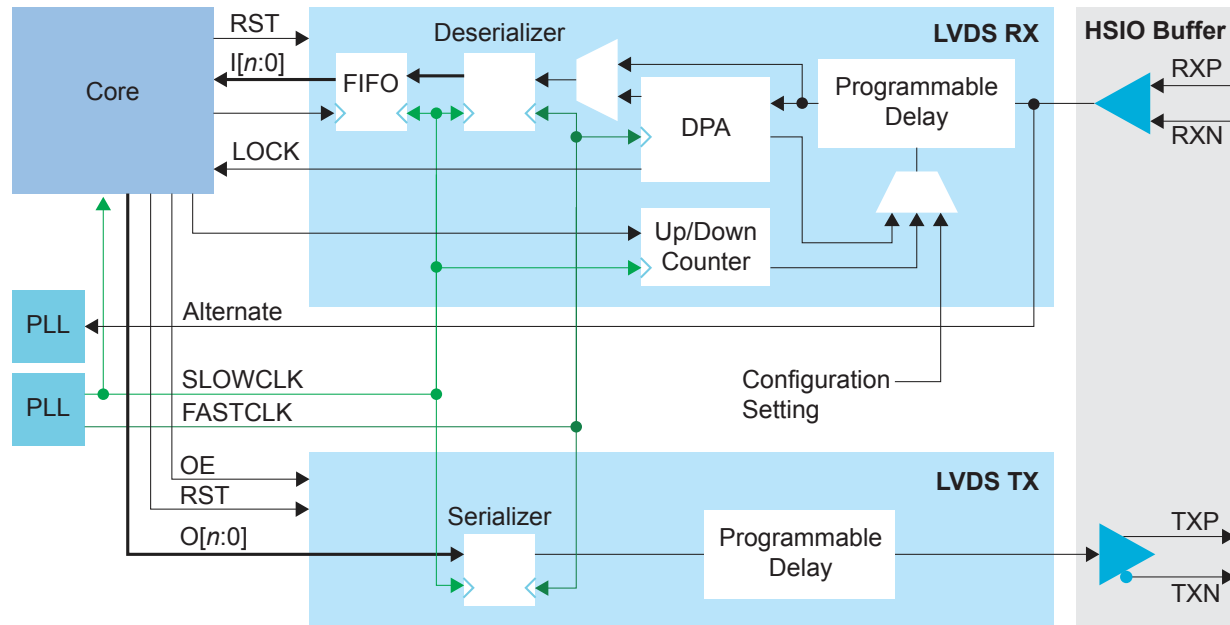 Core
RST
I[n:0]
LOCK
Deserializer
FIFO
LVDS RX
DPA
Programmable
Delay
Up/Down
Counter
HSIO Buffer
RXP
RXN
PLL
Alternate
PLL
SLOWCLK
FASTCLK
Configuration
Setting
OE
RST
O[n:0]
LVDS TX
Serializer
Programmable
Delay
TXP
TXN